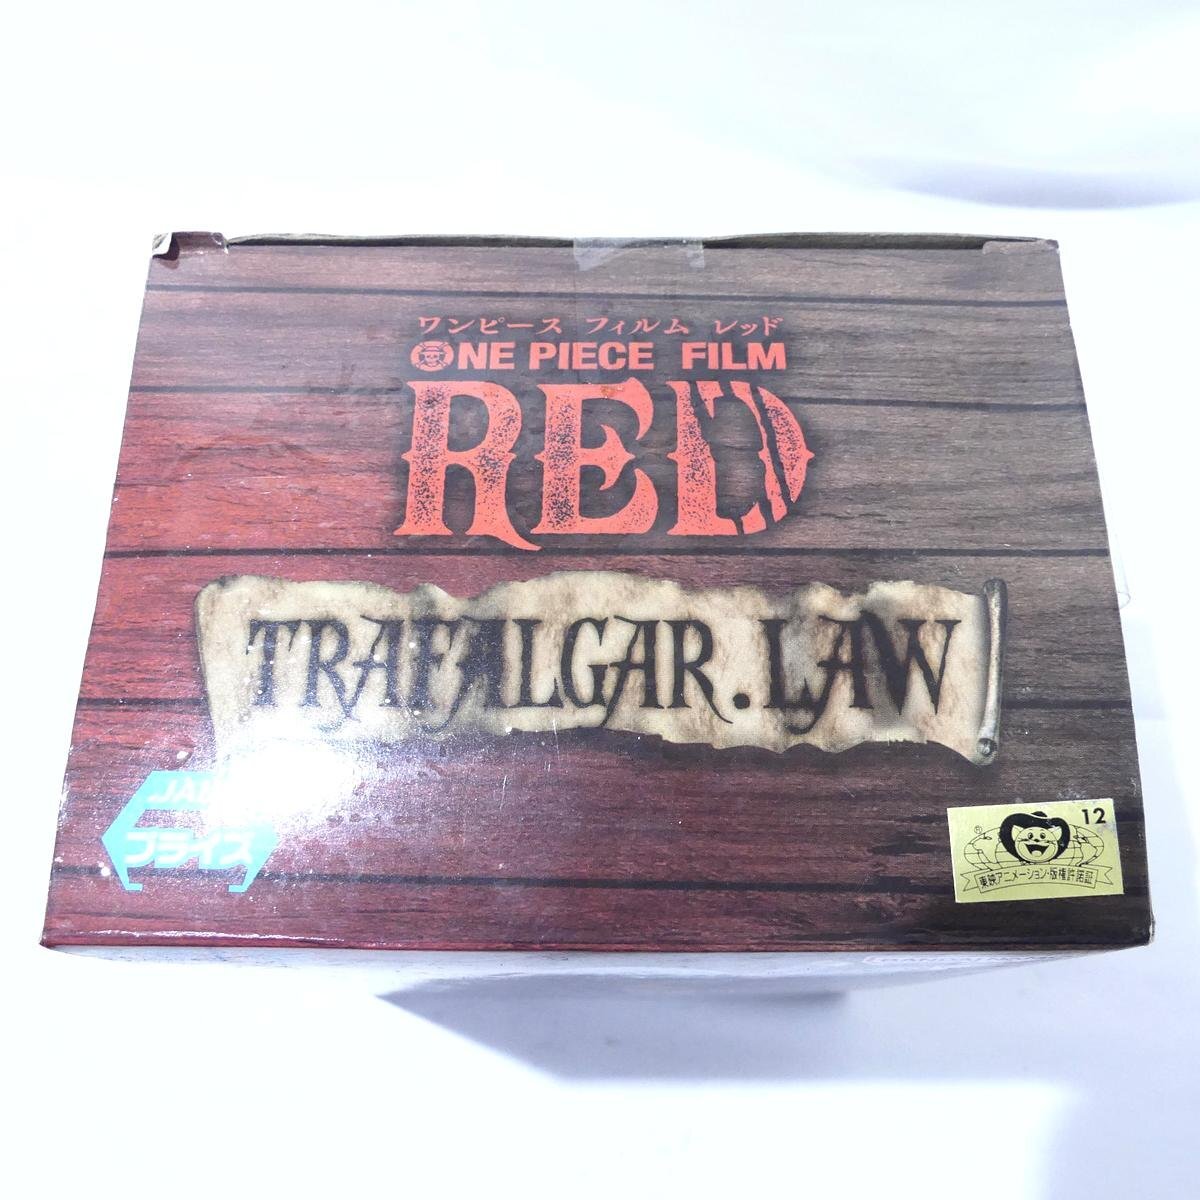 ワンピース フィルム レッド
ONE PIECE FILM
RED
TRAFALGAR.LAW
プライズ
12
®
東映アニメーション・版権許諾証